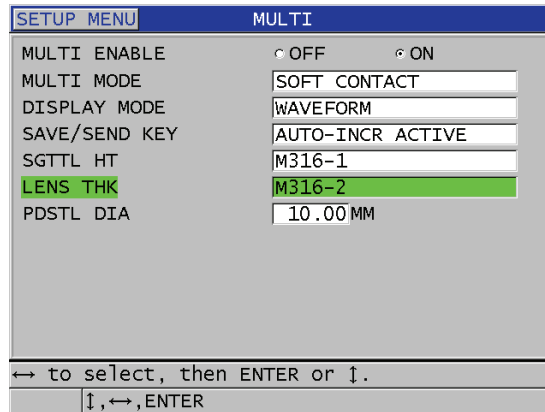 SETUP MENU MULTI
MULTI ENABLE OFF ON
MULTI MODE SOFT CONTACT
DISPLAY MODE WAVEFORM
SAVE/SEND KEY AUTO-INCR ACTIVE
SGTTL HT M316-1
LENS THK M316-2
PDSTL DIA 10.00 MM
↔ to select, then ENTER or ↕.
↕,↔,ENTER